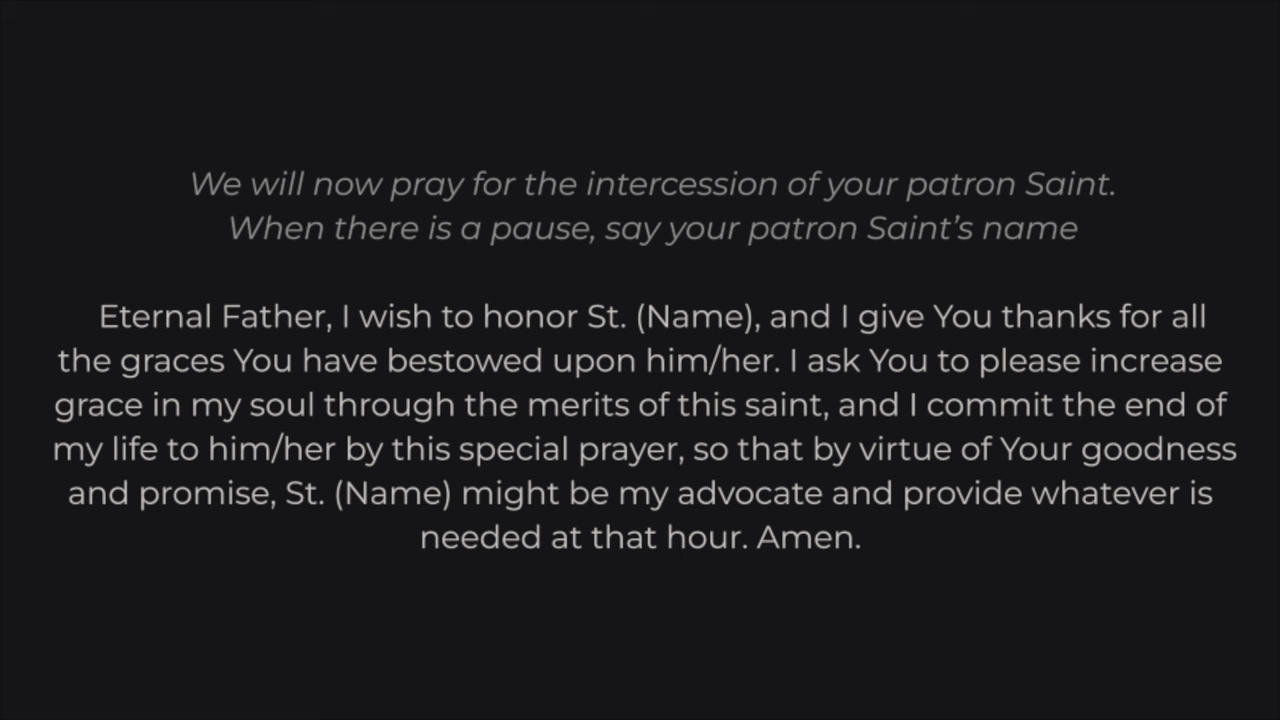 We will now pray for the intercession of your patron Saint.
When there is a pause, say your patron Saint’s name
Eternal Father, I wish to honor St. (Name), and I give You thanks for all
the graces You have bestowed upon him/her. I ask You to please increase
grace in my soul through the merits of this saint, and I commit the end of
my life to him/her by this special prayer, so that by virtue of Your goodness
and promise, St. (Name) might be my advocate and provide whatever is
needed at that hour. Amen.